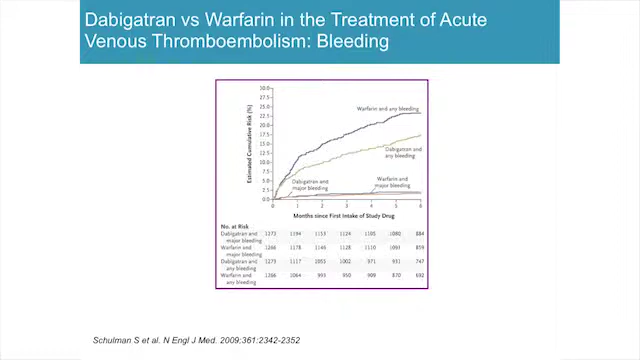 Dabigatran vs Warfarin in the Treatment of Acute
Venous Thromboembolism: Bleeding
30.0
27.5
25.0
22.5
20.0
17.5
15.0
12.5
10.0
7.5
5.0
2.5
0.0
Estimated Cumulative Risk (%)
Warfarin and any bleeding
Dabigatran and
any bleeding
Dabigatran and
major bleeding
Warfarin and
major bleeding
0 1 2 3 4 5 6
Months since First Intake of Study Drug
No. at Risk
Dabigatran and
major bleeding 1273 1194 1153 1124 1105 1080 884
Warfarin and
major bleeding 1266 1178 1146 1128 1110 1093 859
Dabigatran and
any bleeding 1273 1117 1055 1002 971 931 747
Warfarin and
any bleeding 1266 1064 993 950 909 870 692
Schulman S et al. N Engl J Med. 2009;361:2342-2352